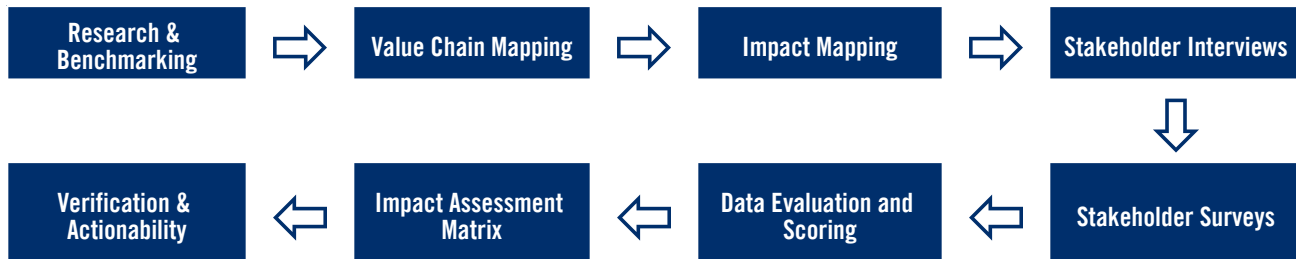 Research &
Benchmarking
Value Chain Mapping
Impact Mapping
Stakeholder Interviews
Verification &
Actionability
Impact Assessment
Matrix
Data Evaluation and
Scoring
Stakeholder Surveys